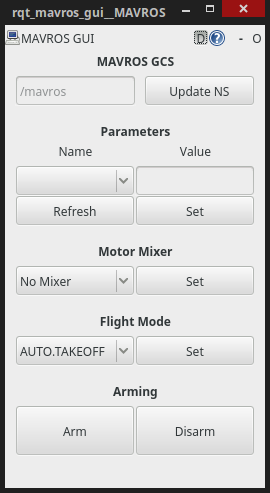 rqt_mavros_gui__MAVROS
MAVROS GUI D ? - O
MAVROS GCS
/mavros Update NS
Parameters
Name Value
Refresh Set
Motor Mixer
No Mixer Set
Flight Mode
AUTO.TAKEOFF Set
Arming
Arm Disarm